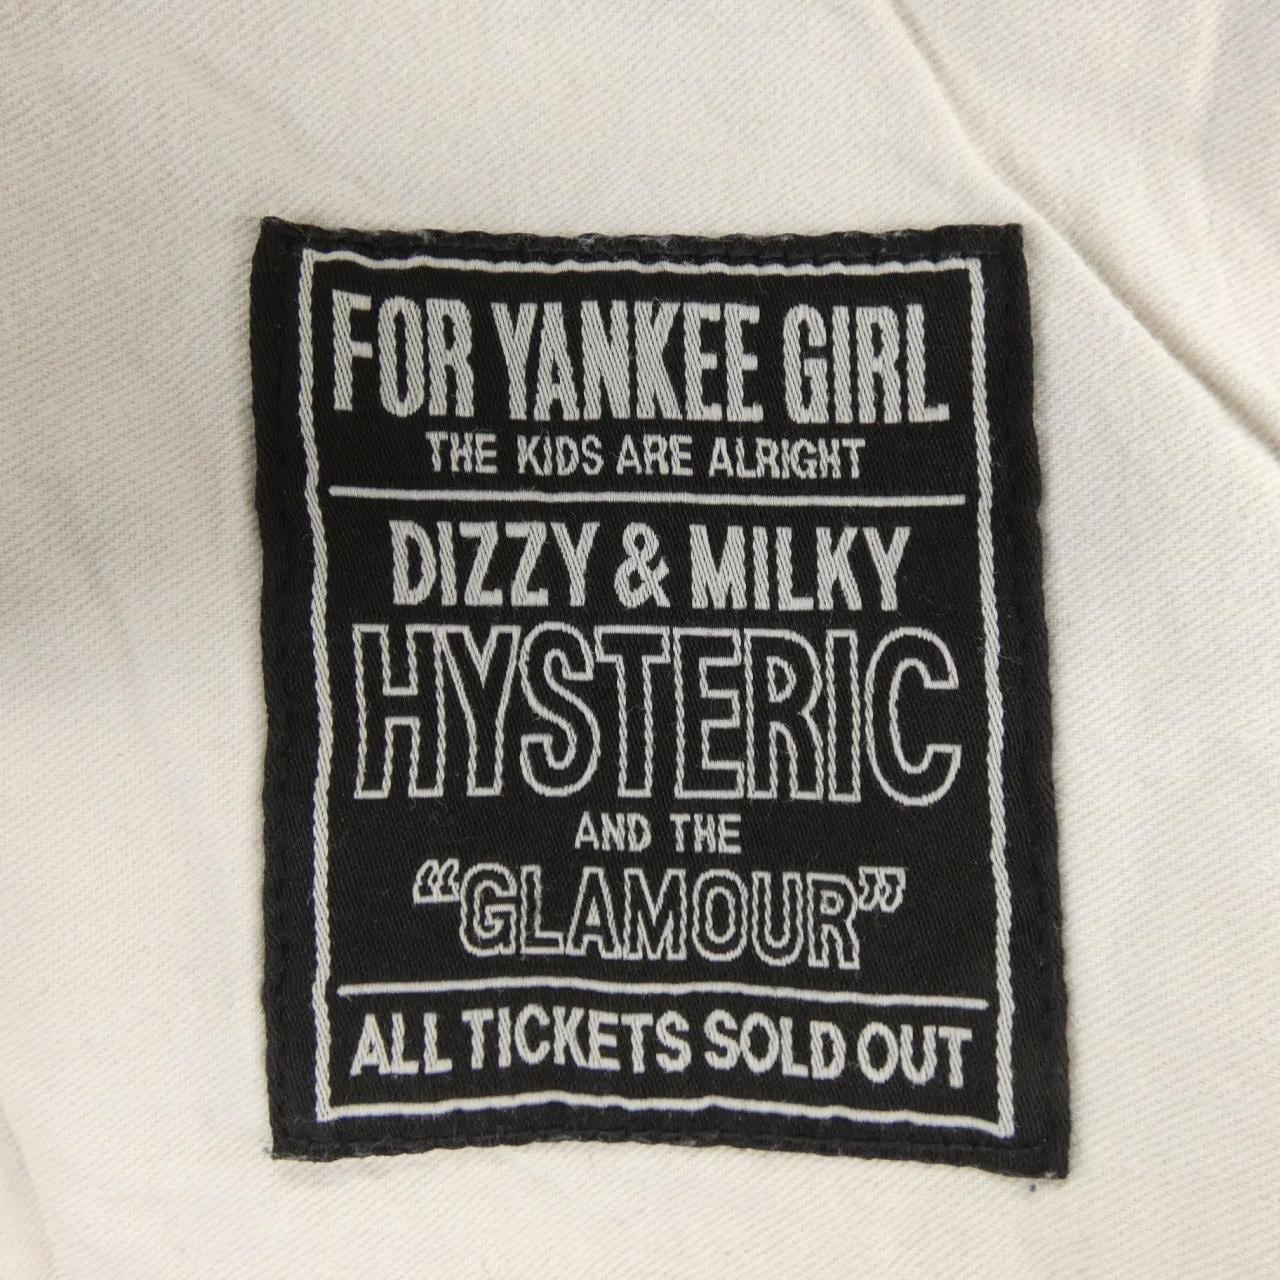 FOR YANKEE GIRL
THE KIDS ARE ALRIGHT
DIZZY & MILKY
HYSTERIC
AND THE
“GLAMOUR”
ALL TICKETS SOLD OUT